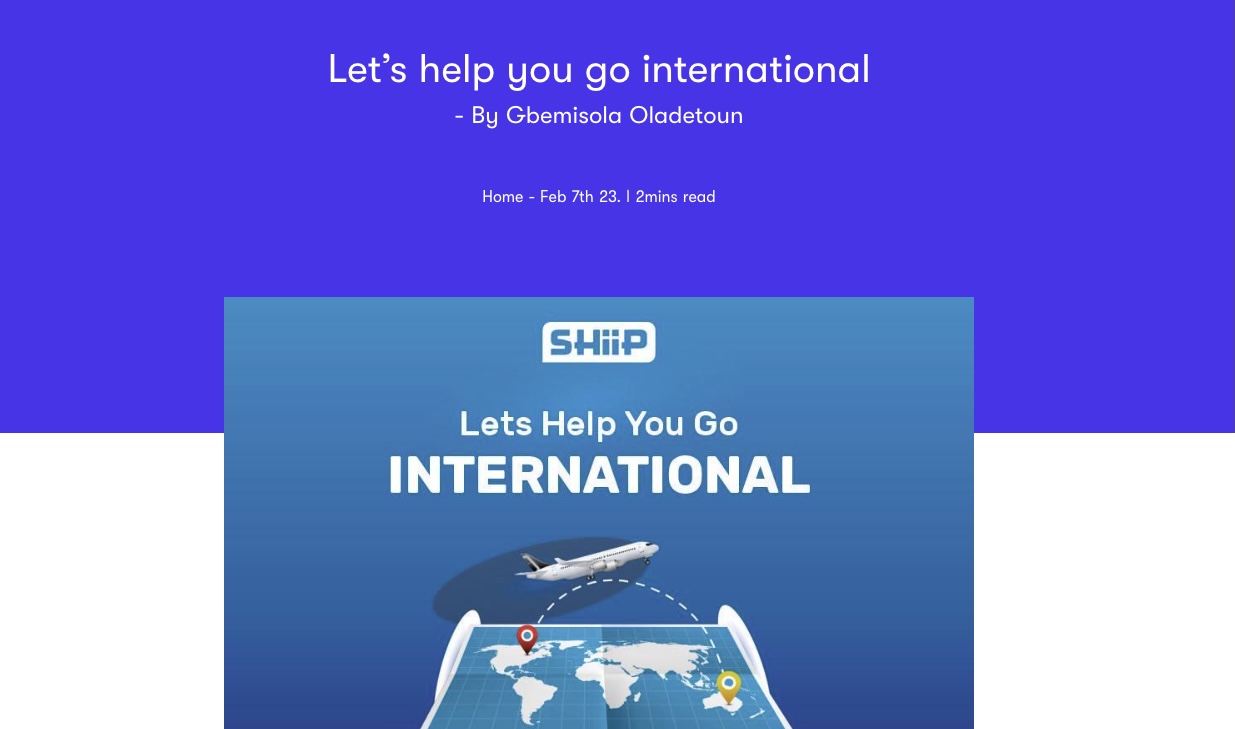 Let’s help you go international
- By Gbemisola Oladetoun
Home - Feb 7th 23. | 2mins read
SHiiP
Lets Help You Go
INTERNATIONAL